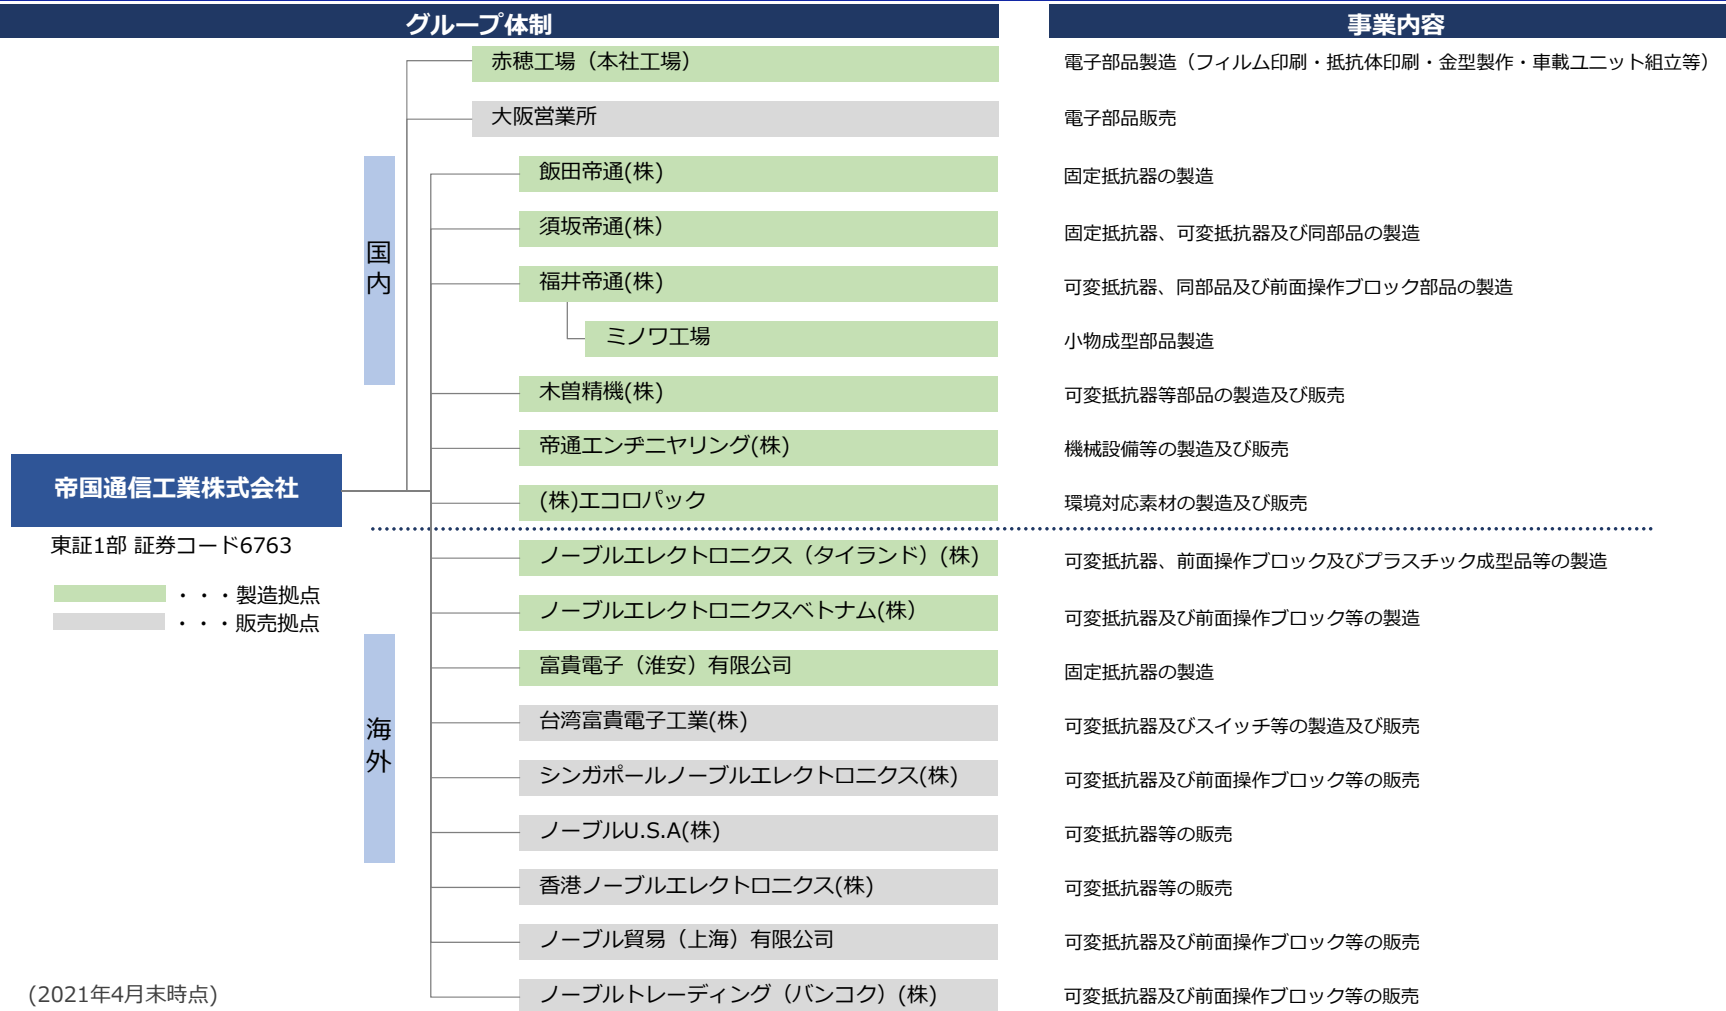 グループ体制
事業内容
赤穂工場（本社工場）
電子部品製造（フィルム印刷・抵抗体印刷・金型製作・車載ユニット組立等）
大阪営業所
電子部品販売
国内
飯田帝通(株)
固定抵抗器の製造
須坂帝通(株）
固定抵抗器、可変抵抗器及び同部品の製造
福井帝通(株)
可変抵抗器、同部品及び前面操作ブロック部品の製造
ミノワ工場
小物成型部品製造
木曽精機(株)
可変抵抗器等部品の製造及び販売
帝通エンヂニヤリング(株)
機械設備等の製造及び販売
帝国通信工業株式会社
(株)エコロパック
環境対応素材の製造及び販売
東証1部 証券コード6763
・・・製造拠点
・・・販売拠点
海外
ノーブルエレクトロニクス（タイランド）(株)
可変抵抗器、前面操作ブロック及びプラスチック成型品等の製造
ノーブルエレクトロニクスベトナム(株）
可変抵抗器及び前面操作ブロック等の製造
富貴電子（淮安）有限公司
固定抵抗器の製造
台湾富貴電子工業(株)
可変抵抗器及びスイッチ等の製造及び販売
シンガポールノーブルエレクトロニクス(株)
可変抵抗器及び前面操作ブロック等の販売
ノーブルU.S.A(株)
可変抵抗器等の販売
香港ノーブルエレクトロニクス(株)
可変抵抗器等の販売
ノーブル貿易（上海）有限公司
可変抵抗器及び前面操作ブロック等の販売
ノーブルトレーディング（バンコク）(株)
可変抵抗器及び前面操作ブロック等の販売
(2021年4月末時点)